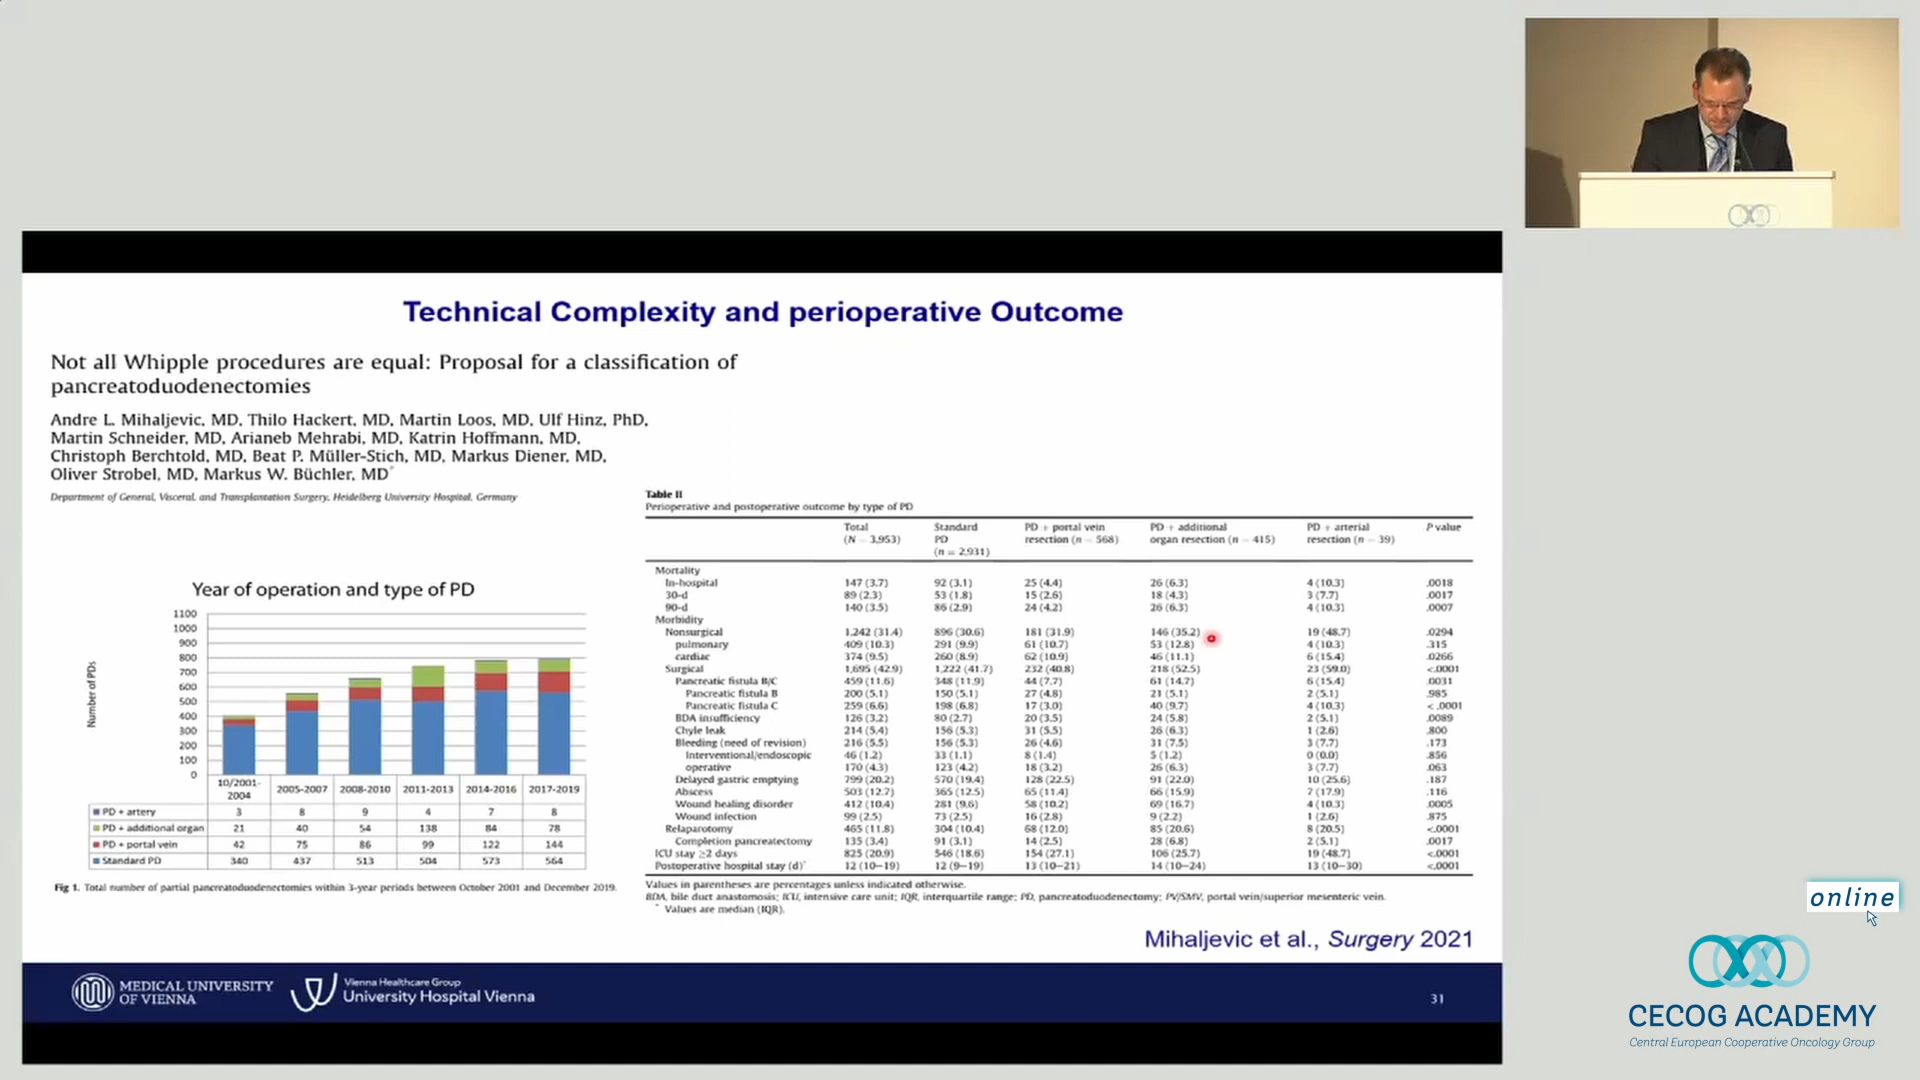 Technical Complexity and perioperative Outcome
Not all Whipple procedures are equal: Proposal for a classification of
pancreatoduodenectomies
Andre L. Mihaljevic, MD, Thilo Hackert, MD, Martin Loos, MD, Ulf Hinz, PhD,
Martin Schneider, MD, Arianeb Mehrabi, MD, Katrin Hoffmann, MD,
Christoph Berchtold, MD, Beat P. Müller-Stich, MD, Markus Diener, MD,
Oliver Strobel, MD, Markus W. Büchler, MD*
Department of General, Visceral, and Transplantation Surgery, Heidelberg University Hospital, Germany
Year of operation and type of PD
Number of PDs
1100
1000
900
800
700
600
500
400
300
200
100
0
10/2001-2004 2005-2007 2008-2010 2011-2013 2014-2016 2017-2019
PD + artery 3 8 9 4 7 8
PD + additional organ 21 40 54 138 84 78
PD + portal vein 42 75 86 99 122 144
Standard PD 340 437 513 504 573 564
Fig 1. Total number of partial pancreatoduodenectomies within 3-year periods between October 2001 and December 2019.
Table II
Perioperative and postoperative outcome by type of PD
Total Standard PD + portal vein PD + additional PD + arterial P value
(N = 3,953) PD resection (n = 568) organ resection (n = 415) resection (n = 39)
(n = 2,931)
Mortality
In-hospital 147 (3.7) 92 (3.1) 25 (4.4) 26 (6.3) 4 (10.3) .0018
30-d 89 (2.3) 53 (1.8) 15 (2.6) 18 (4.3) 3 (7.7) .0017
90-d 140 (3.5) 86 (2.9) 24 (4.2) 26 (6.3) 4 (10.3) .0007
Morbidity
Nonsurgical 1,242 (31.4) 896 (30.6) 181 (31.9) 146 (35.2) 19 (48.7) .0294
pulmonary 409 (10.3) 291 (9.9) 61 (10.7) 53 (12.8) 4 (10.3) .315
cardiac 374 (9.5) 260 (8.9) 62 (10.9) 46 (11.1) 6 (15.4) .0266
Surgical 1,695 (42.9) 1,222 (41.7) 232 (40.8) 218 (52.5) 23 (59.0) <.0001
Pancreatic fistula B/C 459 (11.6) 348 (11.9) 44 (7.7) 61 (14.7) 6 (15.4) .0031
Pancreatic fistula B 200 (5.1) 150 (5.1) 27 (4.8) 21 (5.1) 2 (5.1) .985
Pancreatic fistula C 259 (6.6) 198 (6.8) 17 (3.0) 40 (9.7) 4 (10.3) < .0001
BDA insufficiency 126 (3.2) 80 (2.7) 20 (3.5) 24 (5.8) 2 (5.1) .0089
Chyle leak 214 (5.4) 156 (5.3) 31 (5.5) 26 (6.3) 1 (2.6) .800
Bleeding (need of revision) 216 (5.5) 156 (5.3) 26 (4.6) 31 (7.5) 3 (7.7) .173
Interventional/endoscopic 46 (1.2) 33 (1.1) 8 (1.4) 5 (1.2) 0 (0.0) .856
operative 170 (4.3) 123 (4.2) 18 (3.2) 26 (6.3) 3 (7.7) .063
Delayed gastric emptying 799 (20.2) 570 (19.4) 128 (22.5) 91 (22.0) 10 (25.6) .187
Abscess 503 (12.7) 365 (12.5) 65 (11.4) 66 (15.9) 7 (17.9) .116
Wound healing disorder 412 (10.4) 281 (9.6) 58 (10.2) 69 (16.7) 4 (10.3) .0005
Wound infection 99 (2.5) 73 (2.5) 16 (2.8) 9 (2.2) 1 (2.6) .875
Relaparotomy 465 (11.8) 304 (10.4) 68 (12.0) 85 (20.6) 8 (20.5) <.0001
Completion pancreatectomy 135 (3.4) 91 (3.1) 14 (2.5) 28 (6.8) 2 (5.1) .0017
ICU stay ≥2 days 825 (20.9) 546 (18.6) 154 (27.1) 106 (25.7) 19 (48.7) <.0001
Postoperative hospital stay (d)* 12 (10–19) 12 (9–19) 13 (10–21) 14 (10–24) 13 (10–30) <.0001
Values in parentheses are percentages unless indicated otherwise.
BDA, bile duct anastomosis; ICU, intensive care unit; IQR, interquartile range; PD, pancreatoduodenectomy; PV/SMV, portal vein/superior mesenteric vein.
* Values are median (IQR).
Mihaljevic et al., Surgery 2021
MEDICAL UNIVERSITY
OF VIENNA
Vienna Healthcare Group
University Hospital Vienna
31
online
CECOG ACADEMY
Central European Cooperative Oncology Group